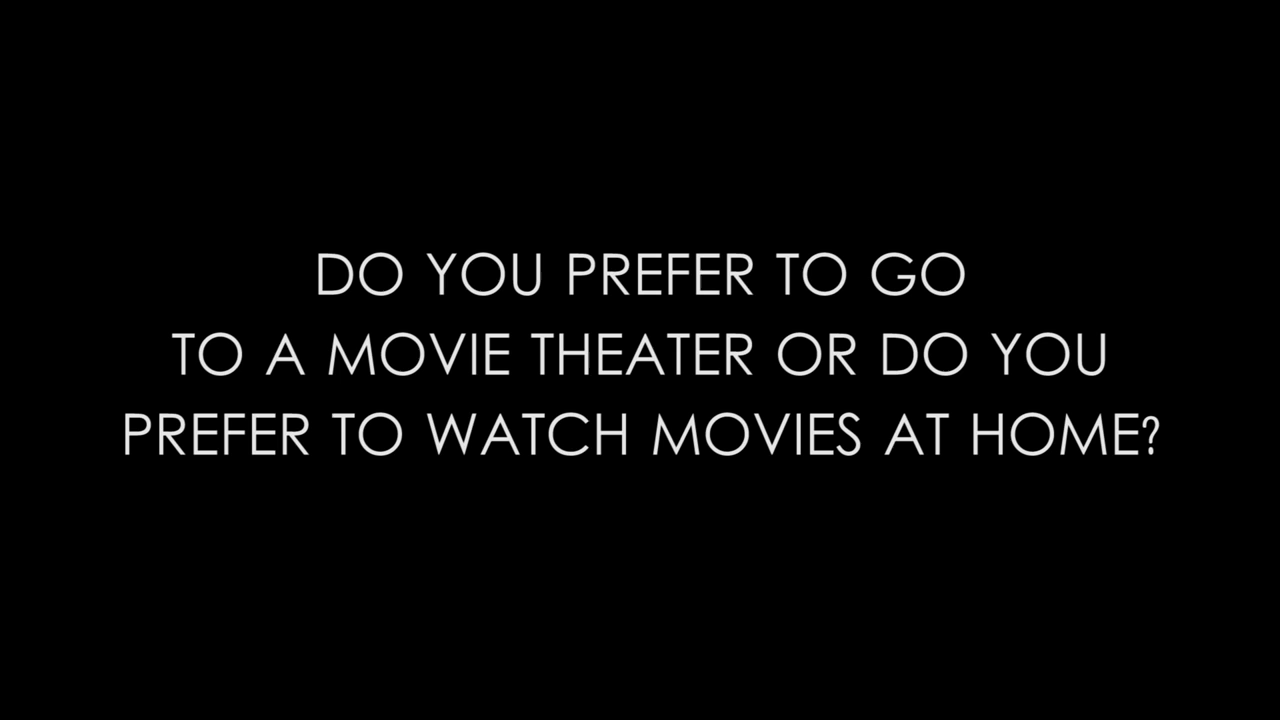 DO YOU PREFER TO GO
TO A MOVIE THEATER OR DO YOU
PREFER TO WATCH MOVIES AT HOME?